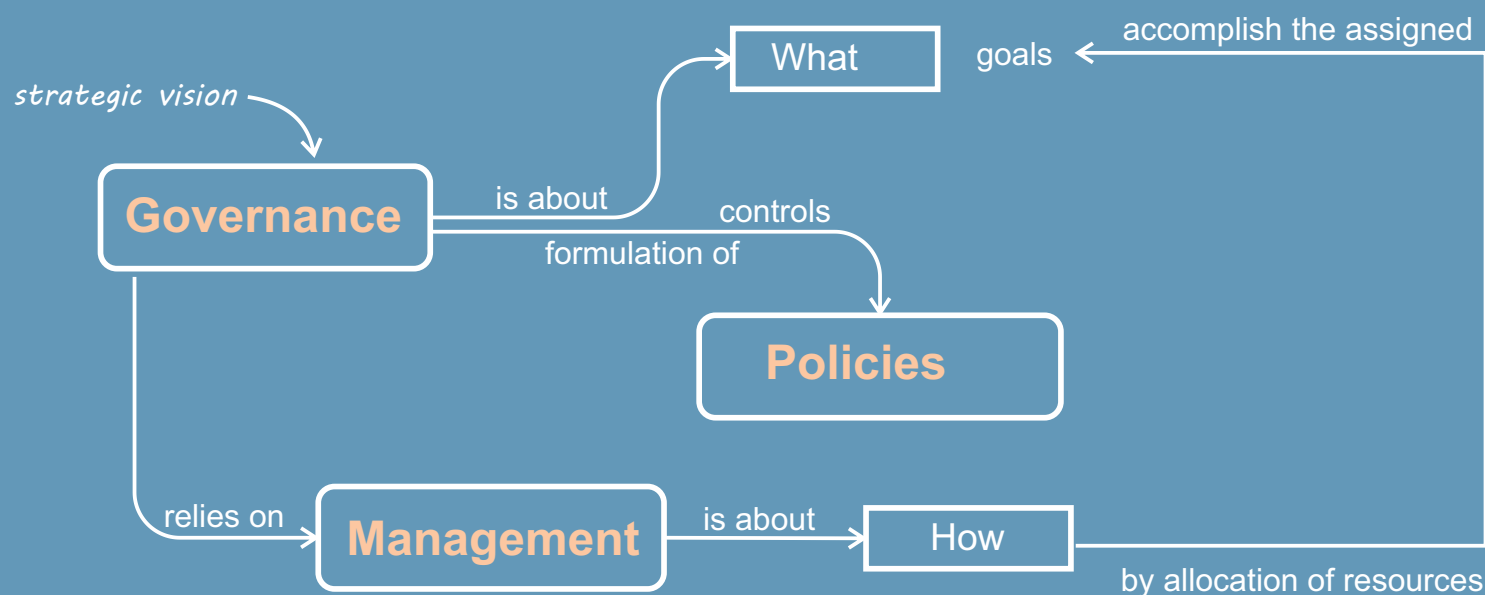 accomplish the assigned
What
goals
strategic vision
Governance
is about
controls
formulation of
Policies
relies on
Management
is about
How
by allocation of resources